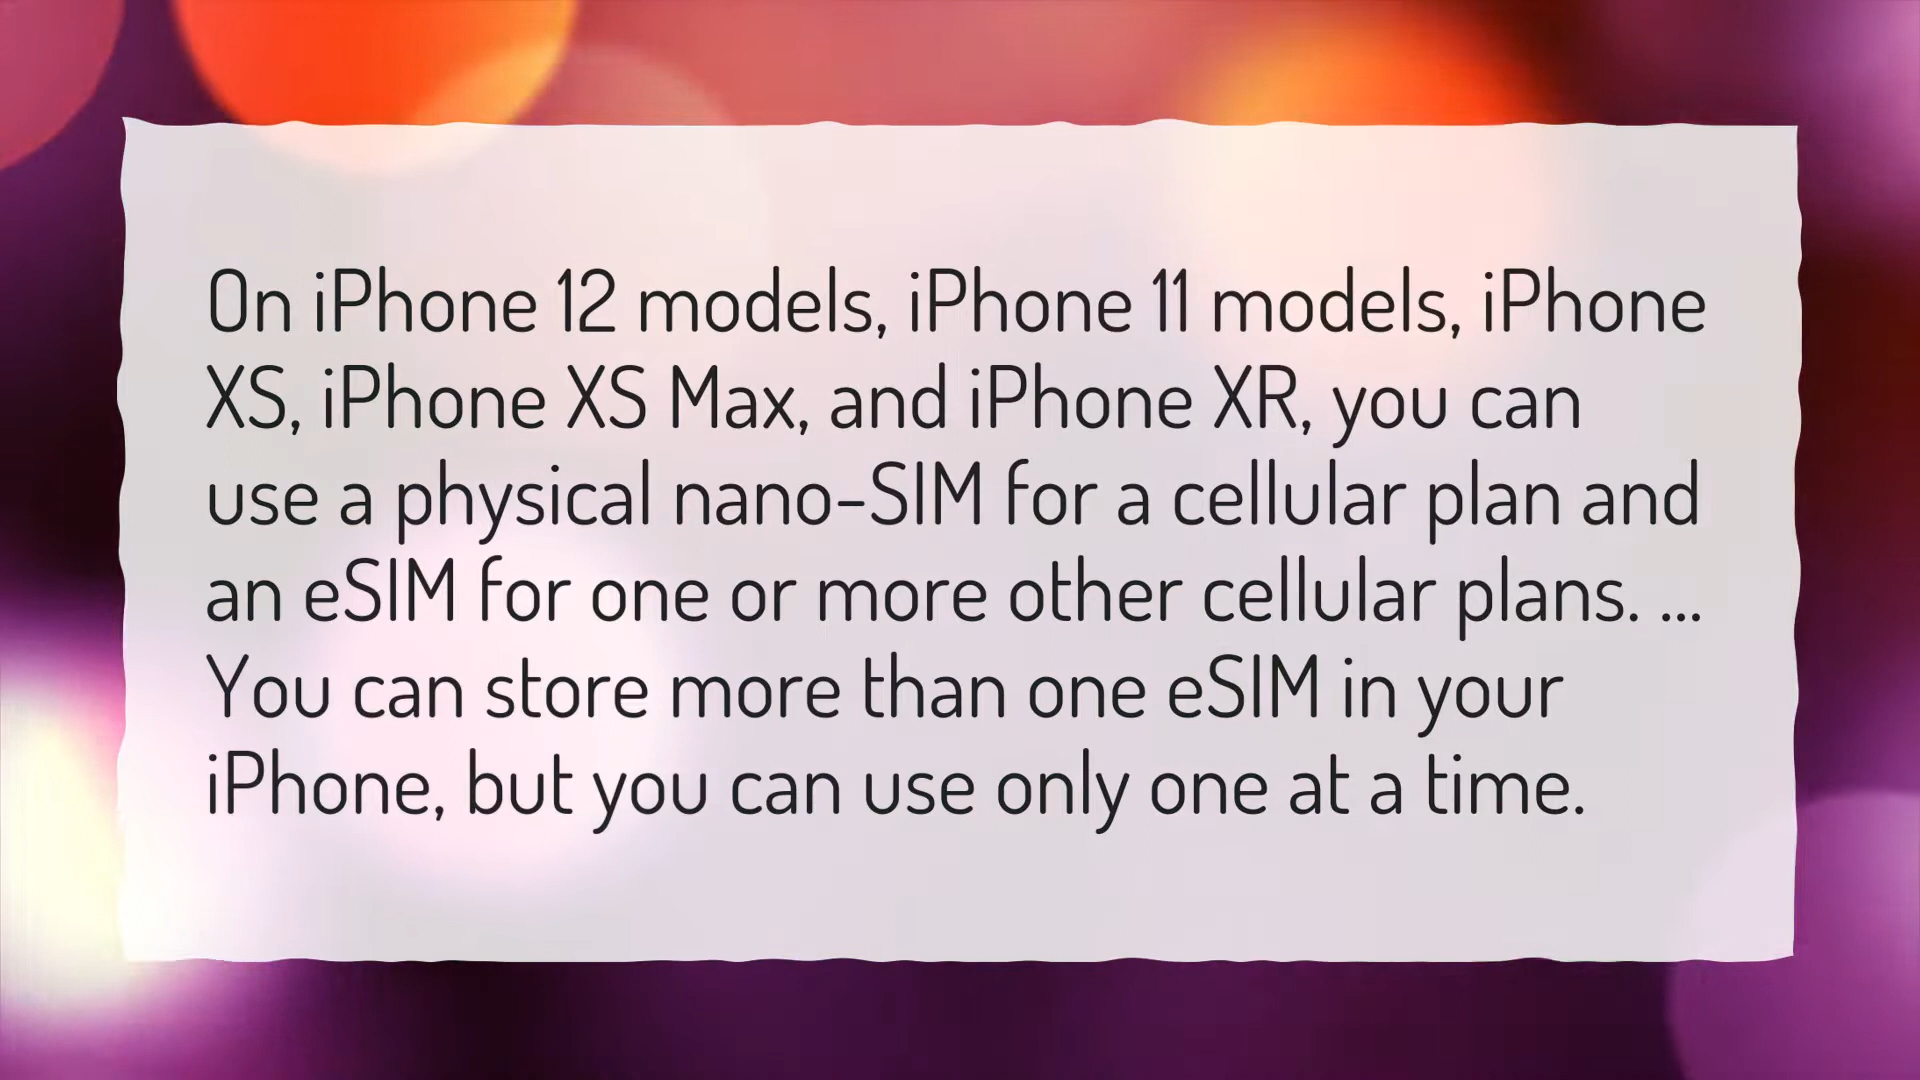 On iPhone 12 models, iPhone 11 models, iPhone
XS, iPhone XS Max, and iPhone XR, you can
use a physical nano-SIM for a cellular plan and
an eSIM for one or more other cellular plans. ...
You can store more than one eSIM in your
iPhone, but you can use only one at a time.